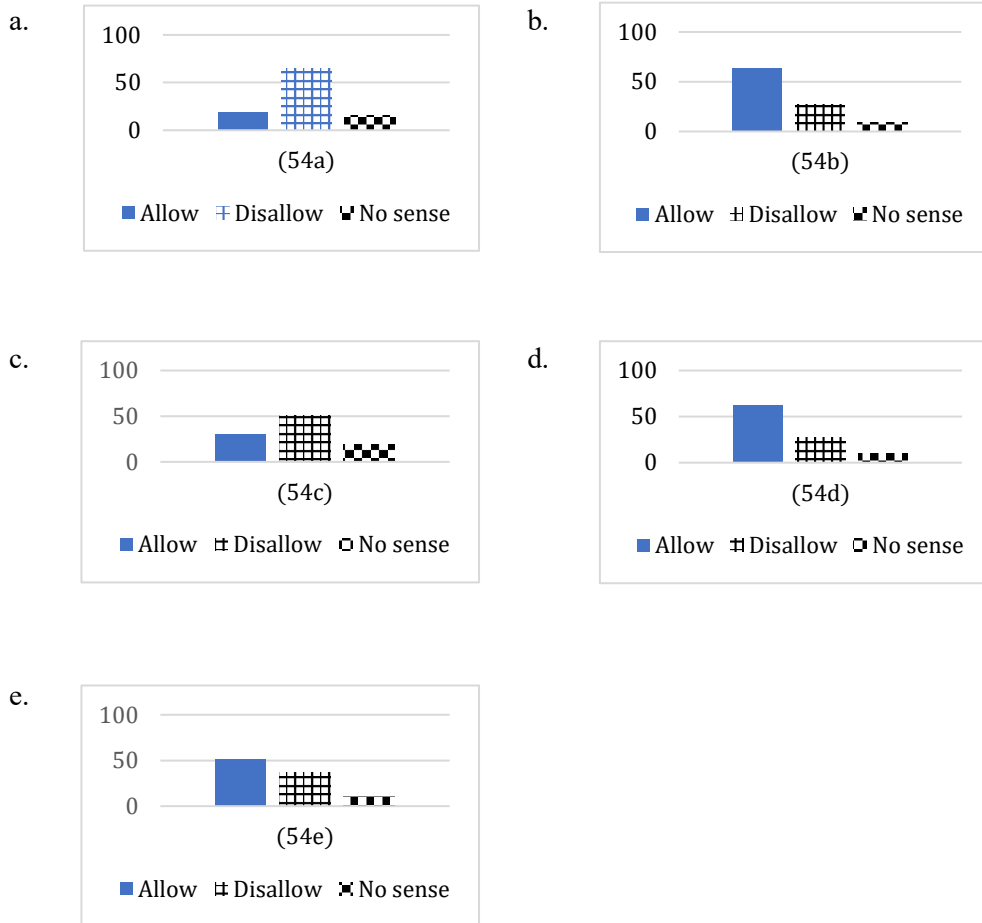 a.
100
50
0
(54a)
Allow Disallow No sense
b.
100
50
0
(54b)
Allow Disallow No sense
c.
100
50
0
(54c)
Allow Disallow No sense
d.
100
50
0
(54d)
Allow Disallow No sense
e.
100
50
0
(54e)
Allow Disallow No sense